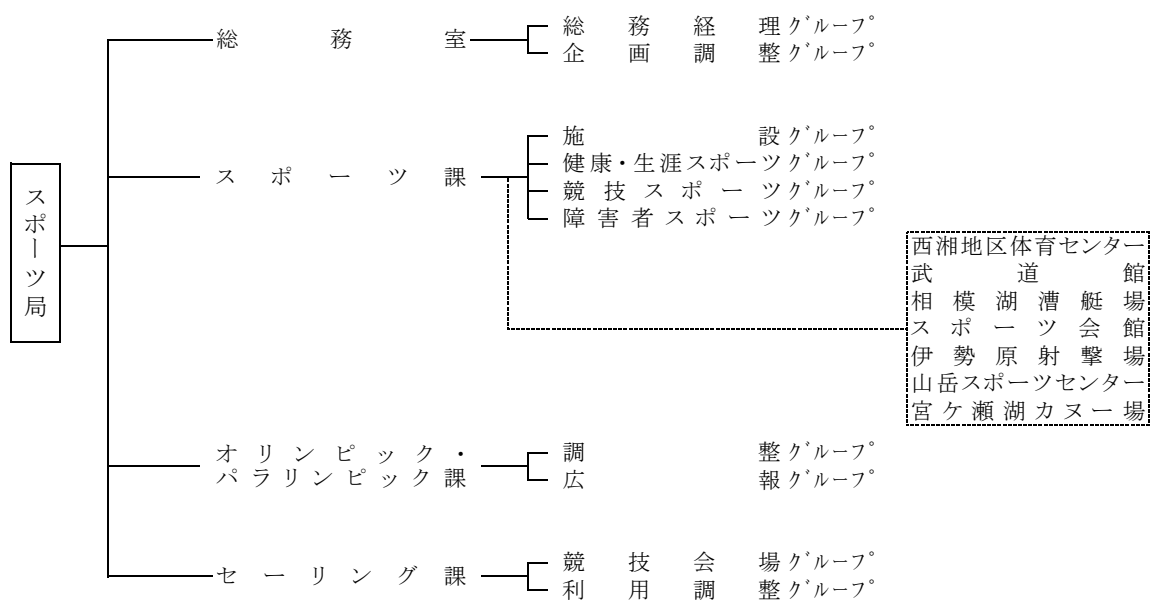 スポーツ局
総務室
総務経理グループ
企画調整グループ
スポーツ課
施設グループ
健康・生涯スポーツグループ
競技スポーツグループ
障害者スポーツグループ
西湘地区体育センター
武道館
相模湖漕艇場
スポーツ会館
伊勢原射撃場
山岳スポーツセンター
宮ケ瀬湖カヌー場
オリンピック・
パラリンピック課
調整グループ
広報グループ
セーリング課
競技会場グループ
利用調整グループ